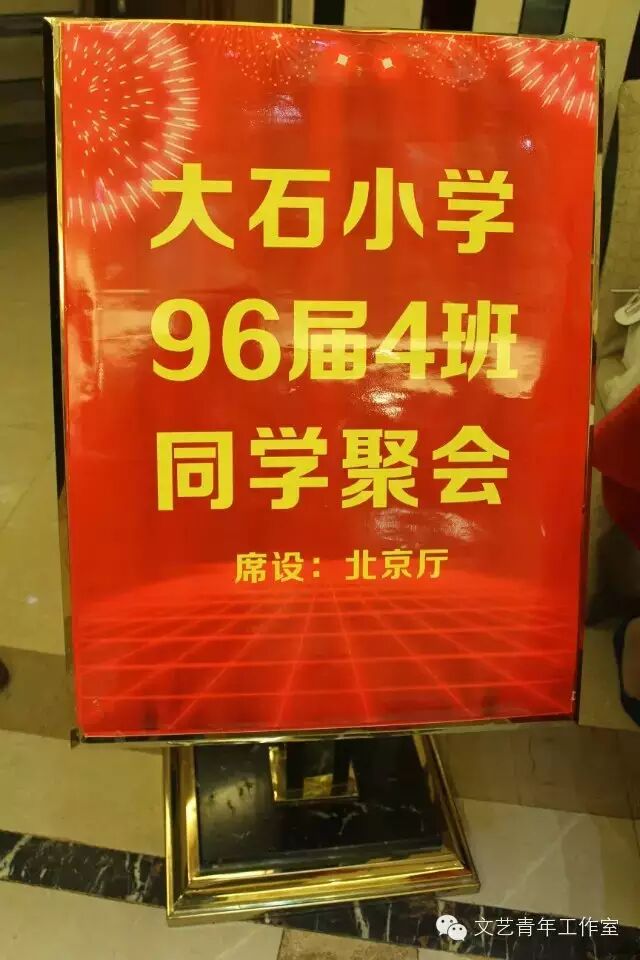 大石小学
96届4班
同学聚会
席设：北京厅
文艺青年工作室